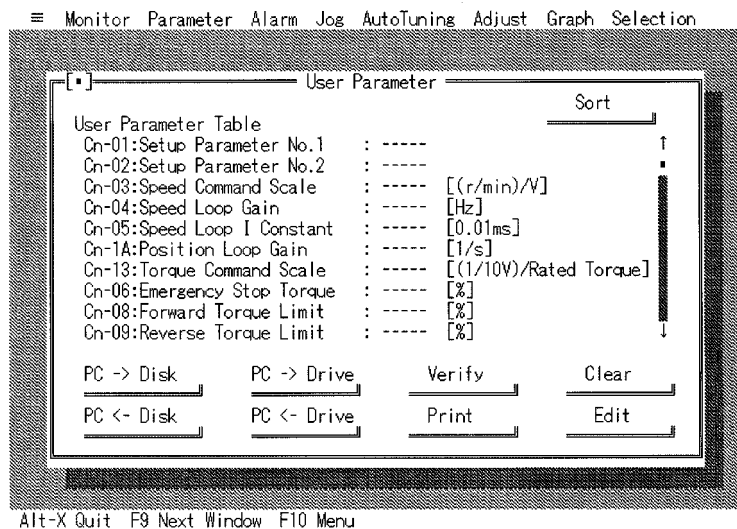 ≡ Monitor Parameter Alarm Jog AutoTuning Adjust Graph Selection
[▪] User Parameter
Sort
User Parameter Table
Cn-01:Setup Parameter No.1 : -----
Cn-02:Setup Parameter No.2 : -----
Cn-03:Speed Command Scale : ----- [(r/min)/V]
Cn-04:Speed Loop Gain : ----- [Hz]
Cn-05:Speed Loop I Constant : ----- [0.01ms]
Cn-1A:Position Loop Gain : ----- [1/s]
Cn-13:Torque Command Scale : ----- [(1/10V)/Rated Torque]
Cn-06:Emergency Stop Torque : ----- [%]
Cn-08:Forward Torque Limit : ----- [%]
Cn-09:Reverse Torque Limit : ----- [%]
PC -> Disk PC -> Drive Verify Clear
PC <- Disk PC <- Drive Print Edit
Alt-X Quit F9 Next Window F10 Menu